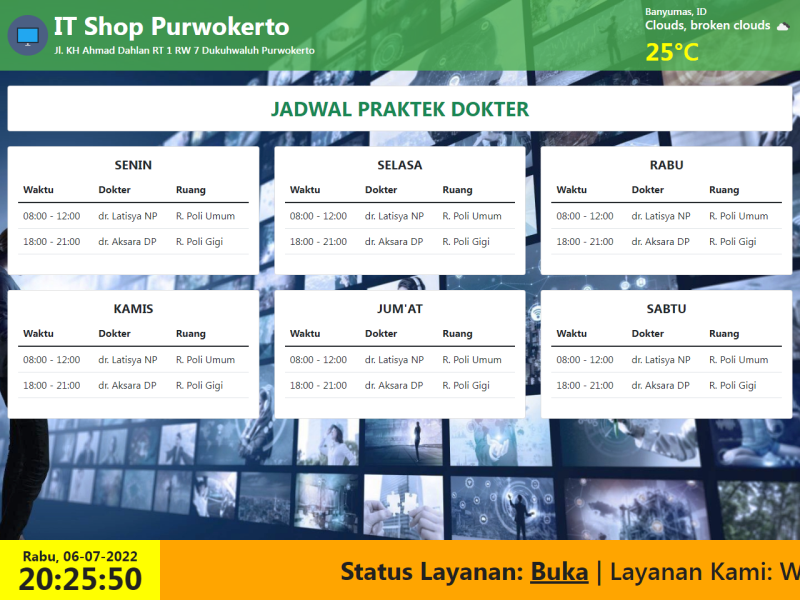 IT Shop Purwokerto
Jl. KH Ahmad Dahlan RT 1 RW 7 Dukuhwaluh Purwokerto
Banyumas, ID
Clouds, broken clouds
25°C
JADWAL PRAKTEK DOKTER
SENIN
Waktu Dokter Ruang
08:00 - 12:00 dr. Latisya NP R. Poli Umum
18:00 - 21:00 dr. Aksara DP R. Poli Gigi
SELASA
Waktu Dokter Ruang
08:00 - 12:00 dr. Latisya NP R. Poli Umum
18:00 - 21:00 dr. Aksara DP R. Poli Gigi
RABU
Waktu Dokter Ruang
08:00 - 12:00 dr. Latisya NP R. Poli Umum
18:00 - 21:00 dr. Aksara DP R. Poli Gigi
KAMIS
Waktu Dokter Ruang
08:00 - 12:00 dr. Latisya NP R. Poli Umum
18:00 - 21:00 dr. Aksara DP R. Poli Gigi
JUM'AT
Waktu Dokter Ruang
08:00 - 12:00 dr. Latisya NP R. Poli Umum
18:00 - 21:00 dr. Aksara DP R. Poli Gigi
SABTU
Waktu Dokter Ruang
08:00 - 12:00 dr. Latisya NP R. Poli Umum
18:00 - 21:00 dr. Aksara DP R. Poli Gigi
Rabu, 06-07-2022
20:25:50
Status Layanan: Buka | Layanan Kami: W